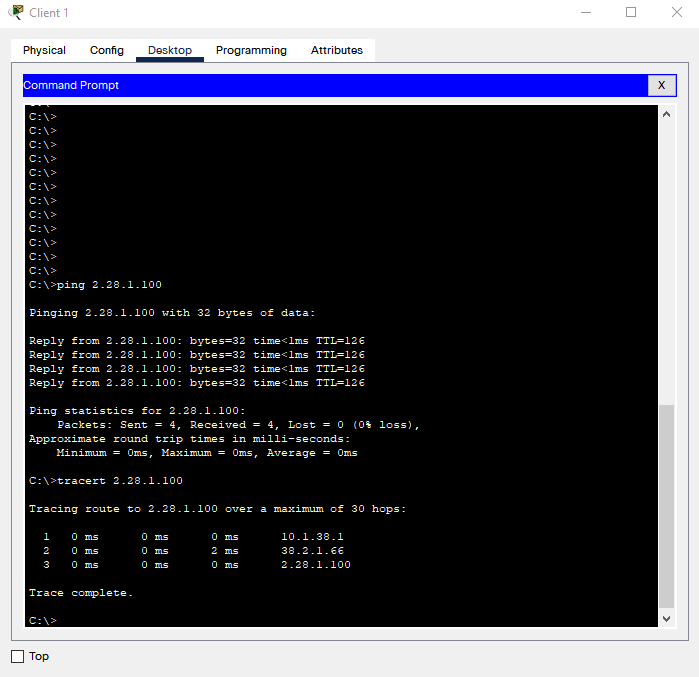 Client 1
Physical Config Desktop Programming Attributes
Command Prompt X
C:\>
C:\>
C:\>
C:\>
C:\>
C:\>
C:\>
C:\>
C:\>
C:\>
C:\>
C:\>
C:\>ping 2.28.1.100
Pinging 2.28.1.100 with 32 bytes of data:
Reply from 2.28.1.100: bytes=32 time<1ms TTL=126
Reply from 2.28.1.100: bytes=32 time<1ms TTL=126
Reply from 2.28.1.100: bytes=32 time<1ms TTL=126
Reply from 2.28.1.100: bytes=32 time<1ms TTL=126
Ping statistics for 2.28.1.100:
Packets: Sent = 4, Received = 4, Lost = 0 (0% loss),
Approximate round trip times in milli-seconds:
Minimum = 0ms, Maximum = 0ms, Average = 0ms
C:\>tracert 2.28.1.100
Tracing route to 2.28.1.100 over a maximum of 30 hops:
1 0 ms 0 ms 0 ms 10.1.38.1
2 0 ms 0 ms 2 ms 38.2.1.66
3 0 ms 0 ms 0 ms 2.28.1.100
Trace complete.
C:\>
Top